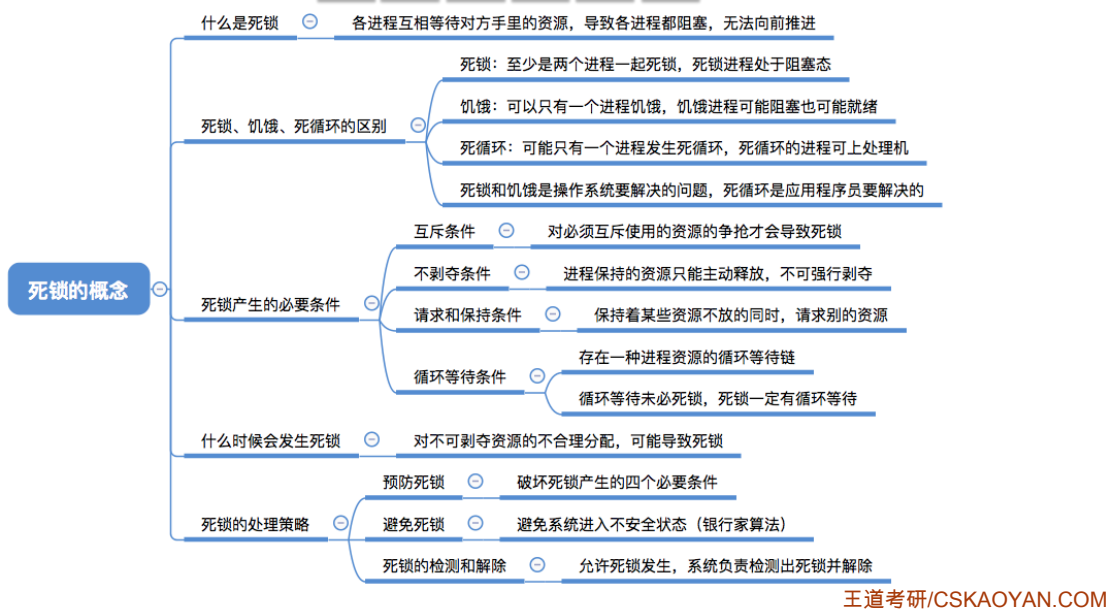 什么是死锁
各进程互相等待对方手里的资源，导致各进程都阻塞，无法向前推进
死锁：至少是两个进程一起死锁，死锁进程处于阻塞态
饥饿：可以只有一个进程饥饿，饥饿进程可能阻塞也可能就绪
死锁、饥饿、死循环的区别
死循环：可能只有一个进程发生死循环，死循环的进程可上处理机
死锁和饥饿是操作系统要解决的问题，死循环是应用程序员要解决的
互斥条件
对必须互斥使用的资源的争抢才会导致死锁
不剥夺条件
进程保持的资源只能主动释放，不可强行剥夺
死锁的概念
死锁产生的必要条件
请求和保持条件
保持着某些资源不放的同时，请求别的资源
存在一种进程资源的循环等待链
循环等待条件
循环等待未必死锁，死锁一定有循环等待
什么时候会发生死锁
对不可剥夺资源的不合理分配，可能导致死锁
预防死锁
破坏死锁产生的四个必要条件
死锁的处理策略
避免死锁
避免系统进入不安全状态（银行家算法）
死锁的检测和解除
允许死锁发生，系统负责检测出死锁并解除
王道考研/CSKAOYAN.COM